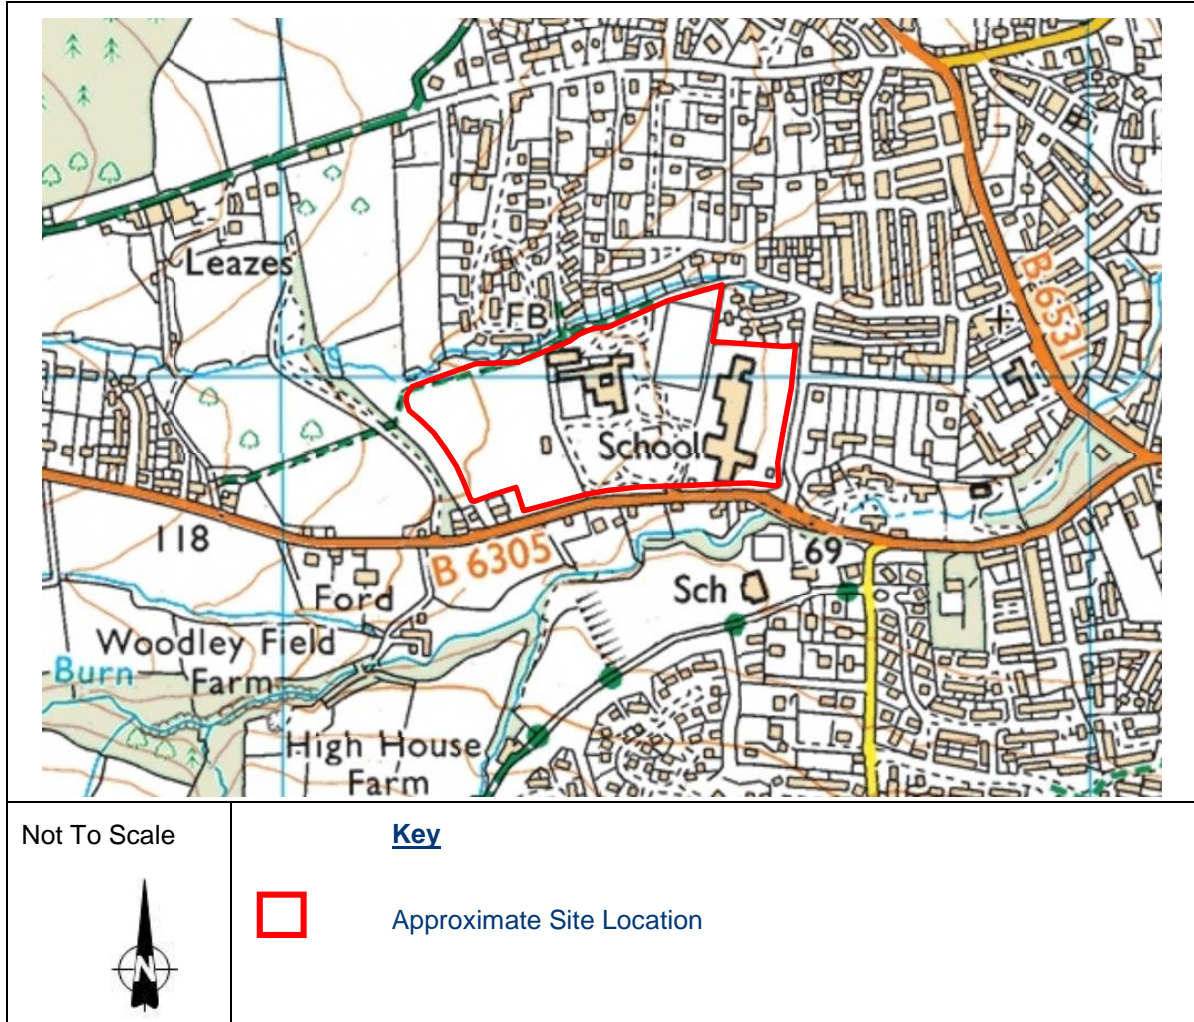 Leazes
FB
B 6531
School
118
B 6305
69
Ford
Sch
Woodley Field
Farm
Burn
High House
Farm
Not To Scale
Key
N
Approximate Site Location